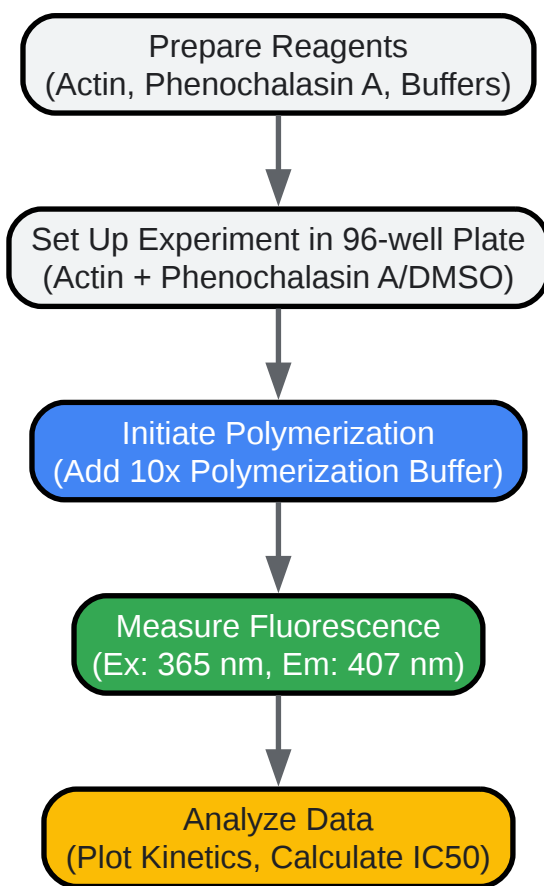 Prepare Reagents
(Actin, Phenochalasin A, Buffers)
Set Up Experiment in 96-well Plate
(Actin + Phenochalasin A/DMSO)
Initiate Polymerization
(Add 10x Polymerization Buffer)
Measure Fluorescence
(Ex: 365 nm, Em: 407 nm)
Analyze Data
(Plot Kinetics, Calculate IC50)